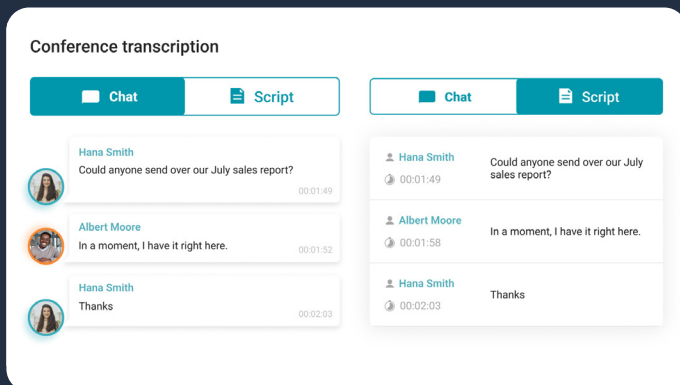 Conference transcription
Chat
Script
Hana Smith
Could anyone send over our July sales report?
00:01:49
Albert Moore
In a moment, I have it right here.
00:01:52
Hana Smith
Thanks
00:02:03
Chat
Script
Hana Smith
00:01:49
Could anyone send over our July
sales report?
Albert Moore
00:01:58
In a moment, I have it right here.
Hana Smith
00:02:03
Thanks